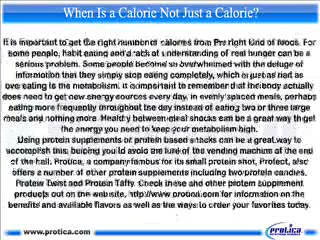 When Is a Calorie Not Just a Calorie?
It is important to get the right number of calories from the right kind of foods. For
some people, habit eating and a lack of understanding of real hunger can be a
serious problem. Some people become so overwhelmed with the deluge of
information that they simply stop eating completely, which is just as bad as
over eating to the metabolism. It is important to remember that the body actually
does need to get new energy sources every day, in evenly spaced meals, perhaps
eating more frequently throughout the day instead of eating two or three large
meals and nothing more. Healthy between meal snacks can be a great way to get
the energy you need to keep your metabolism high.
Using protein supplements or protein based snacks can be a great way to
accomplish this, helping you to avoid the lure of the vending machine at the end
of the hall. Protica, a company famous for its small protein shot, Profect, also
offers a number of other protein supplements including two protein candies,
Protein Twist and Protein Taffy. Check these and other protein supplement
products out on the web site, http://www.protica.com for information on the
benefits and available flavors as well as the ways to order your favorites today.
www.protica.com
protica